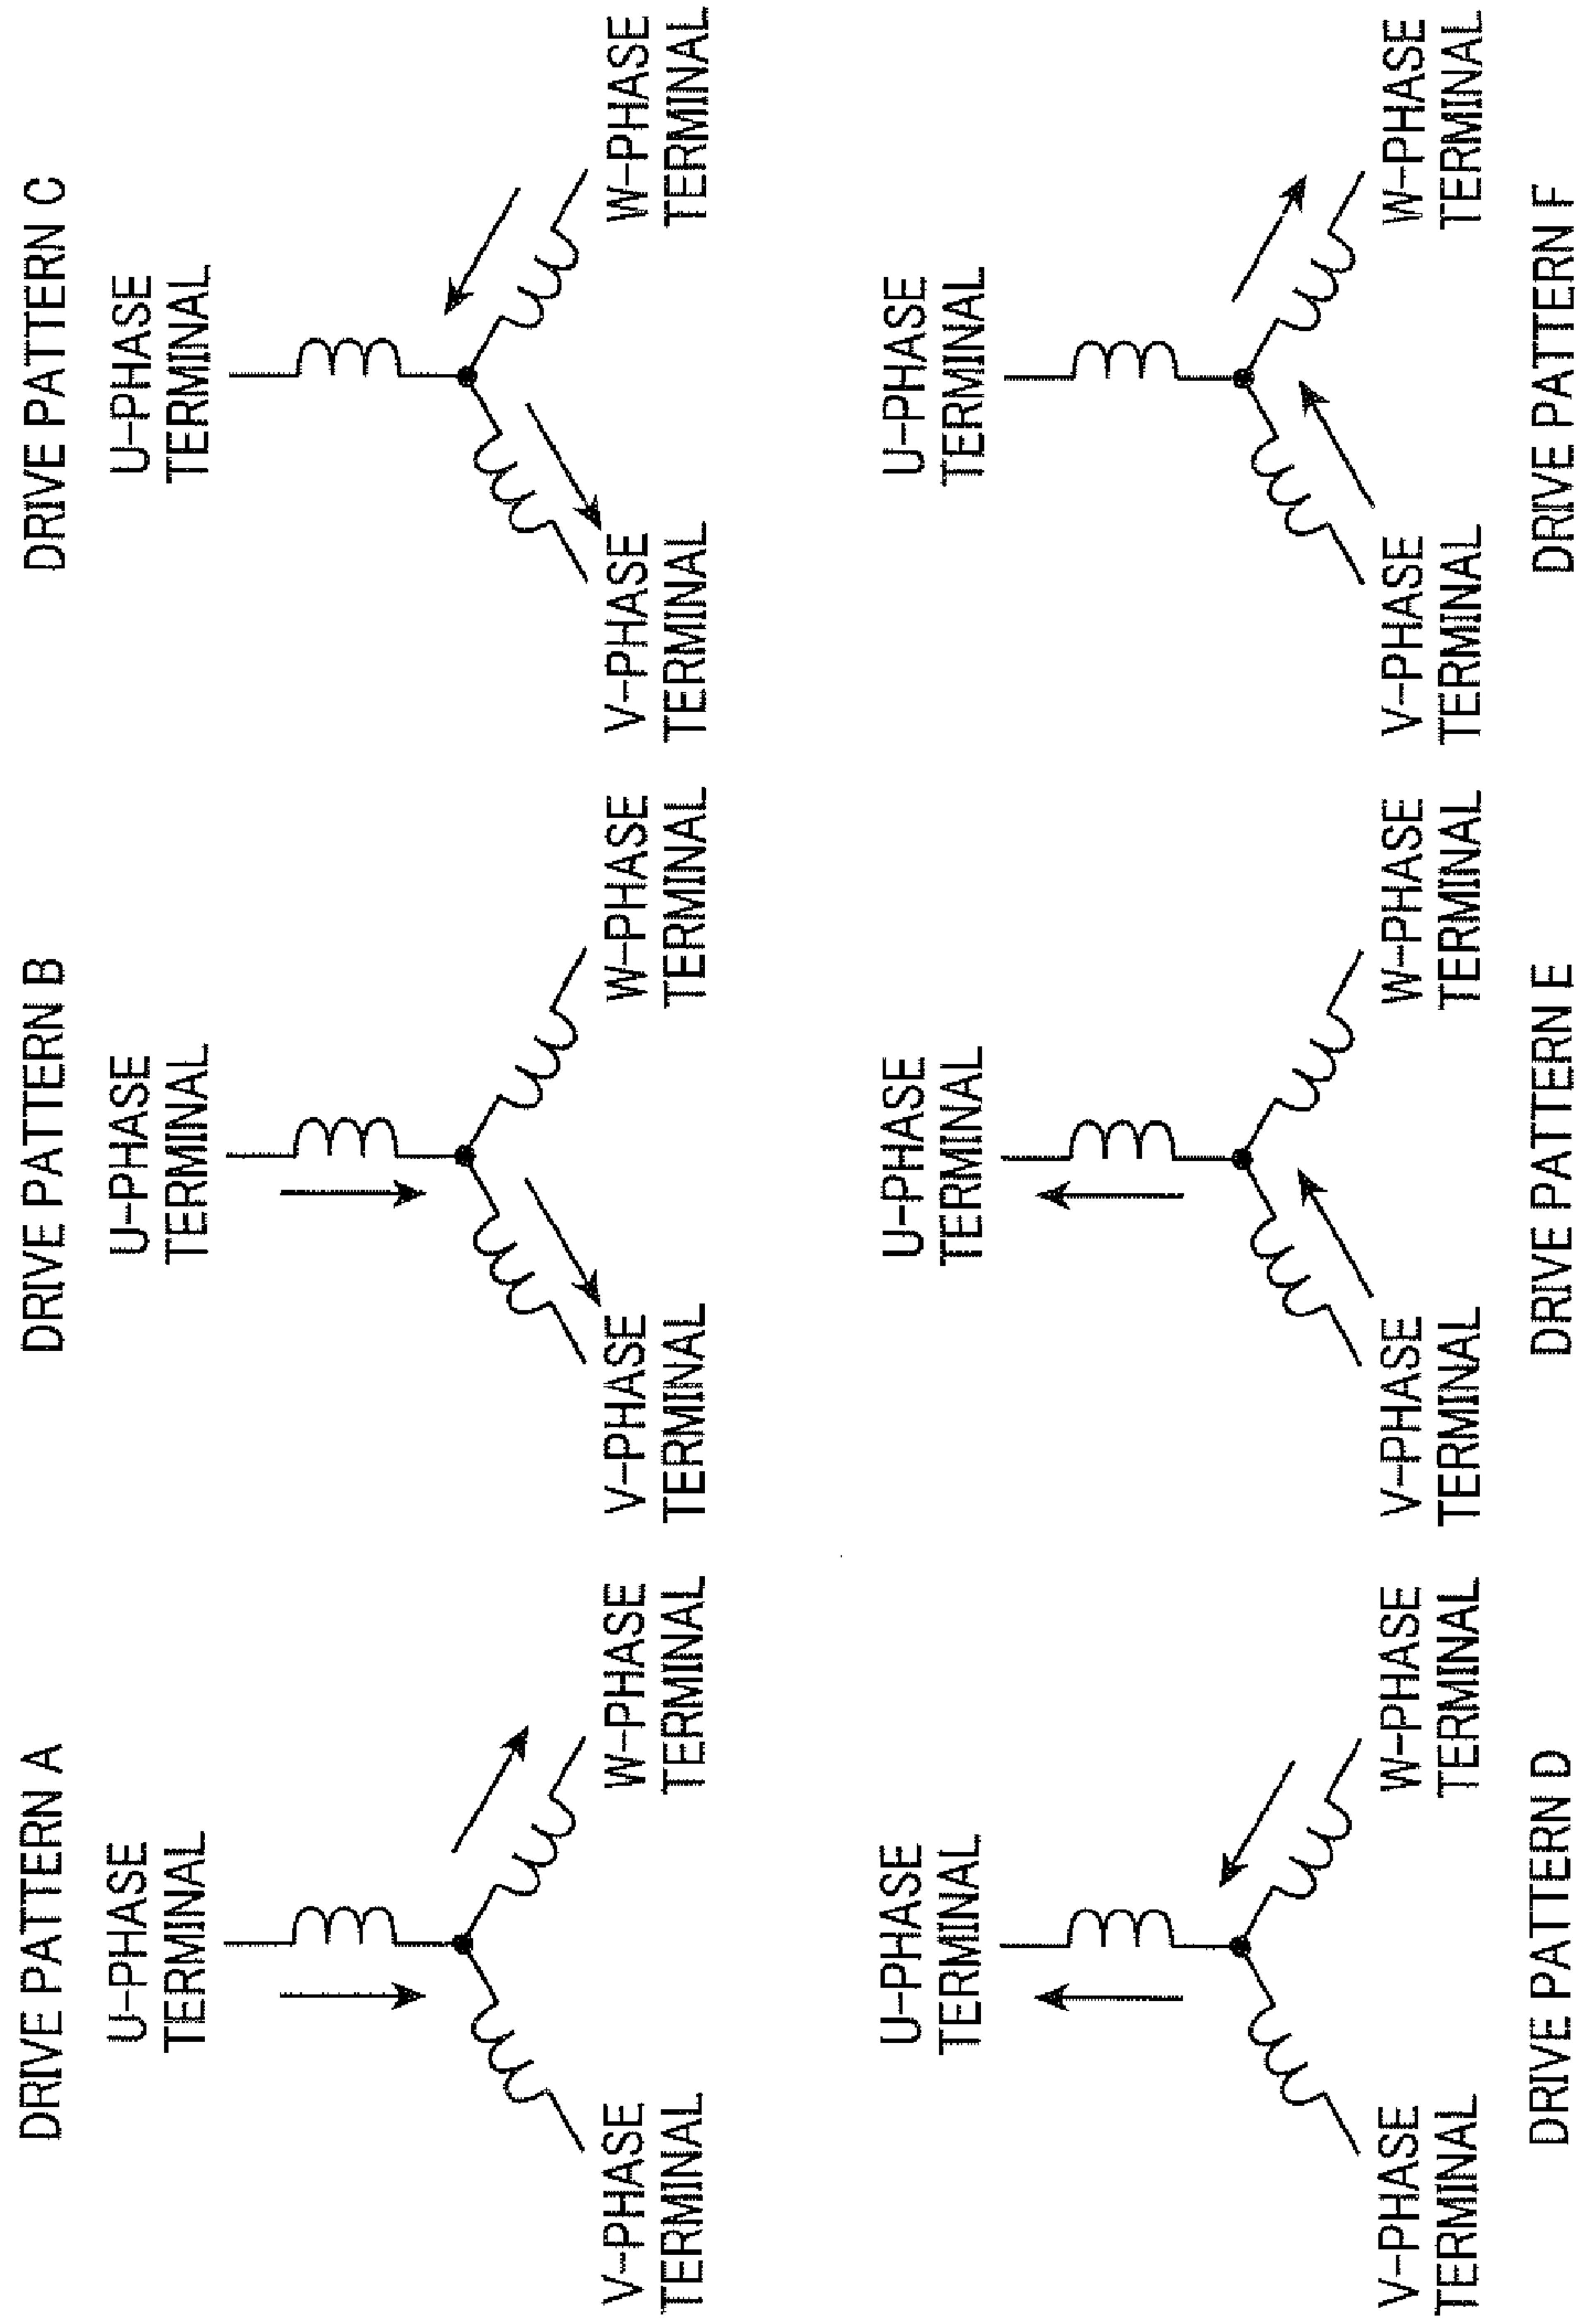 DRIVE PATTERN A
U-PHASE
TERMINAL
V-PHASE
TERMINAL
W-PHASE
TERMINAL
DRIVE PATTERN B
U-PHASE
TERMINAL
V-PHASE
TERMINAL
W-PHASE
TERMINAL
DRIVE PATTERN C
U-PHASE
TERMINAL
V-PHASE
TERMINAL
W-PHASE
TERMINAL
U-PHASE
TERMINAL
V-PHASE
TERMINAL
W-PHASE
TERMINAL
DRIVE PATTERN D
U-PHASE
TERMINAL
V-PHASE
TERMINAL
W-PHASE
TERMINAL
DRIVE PATTERN E
U-PHASE
TERMINAL
V-PHASE
TERMINAL
W-PHASE
TERMINAL
DRIVE PATTERN F